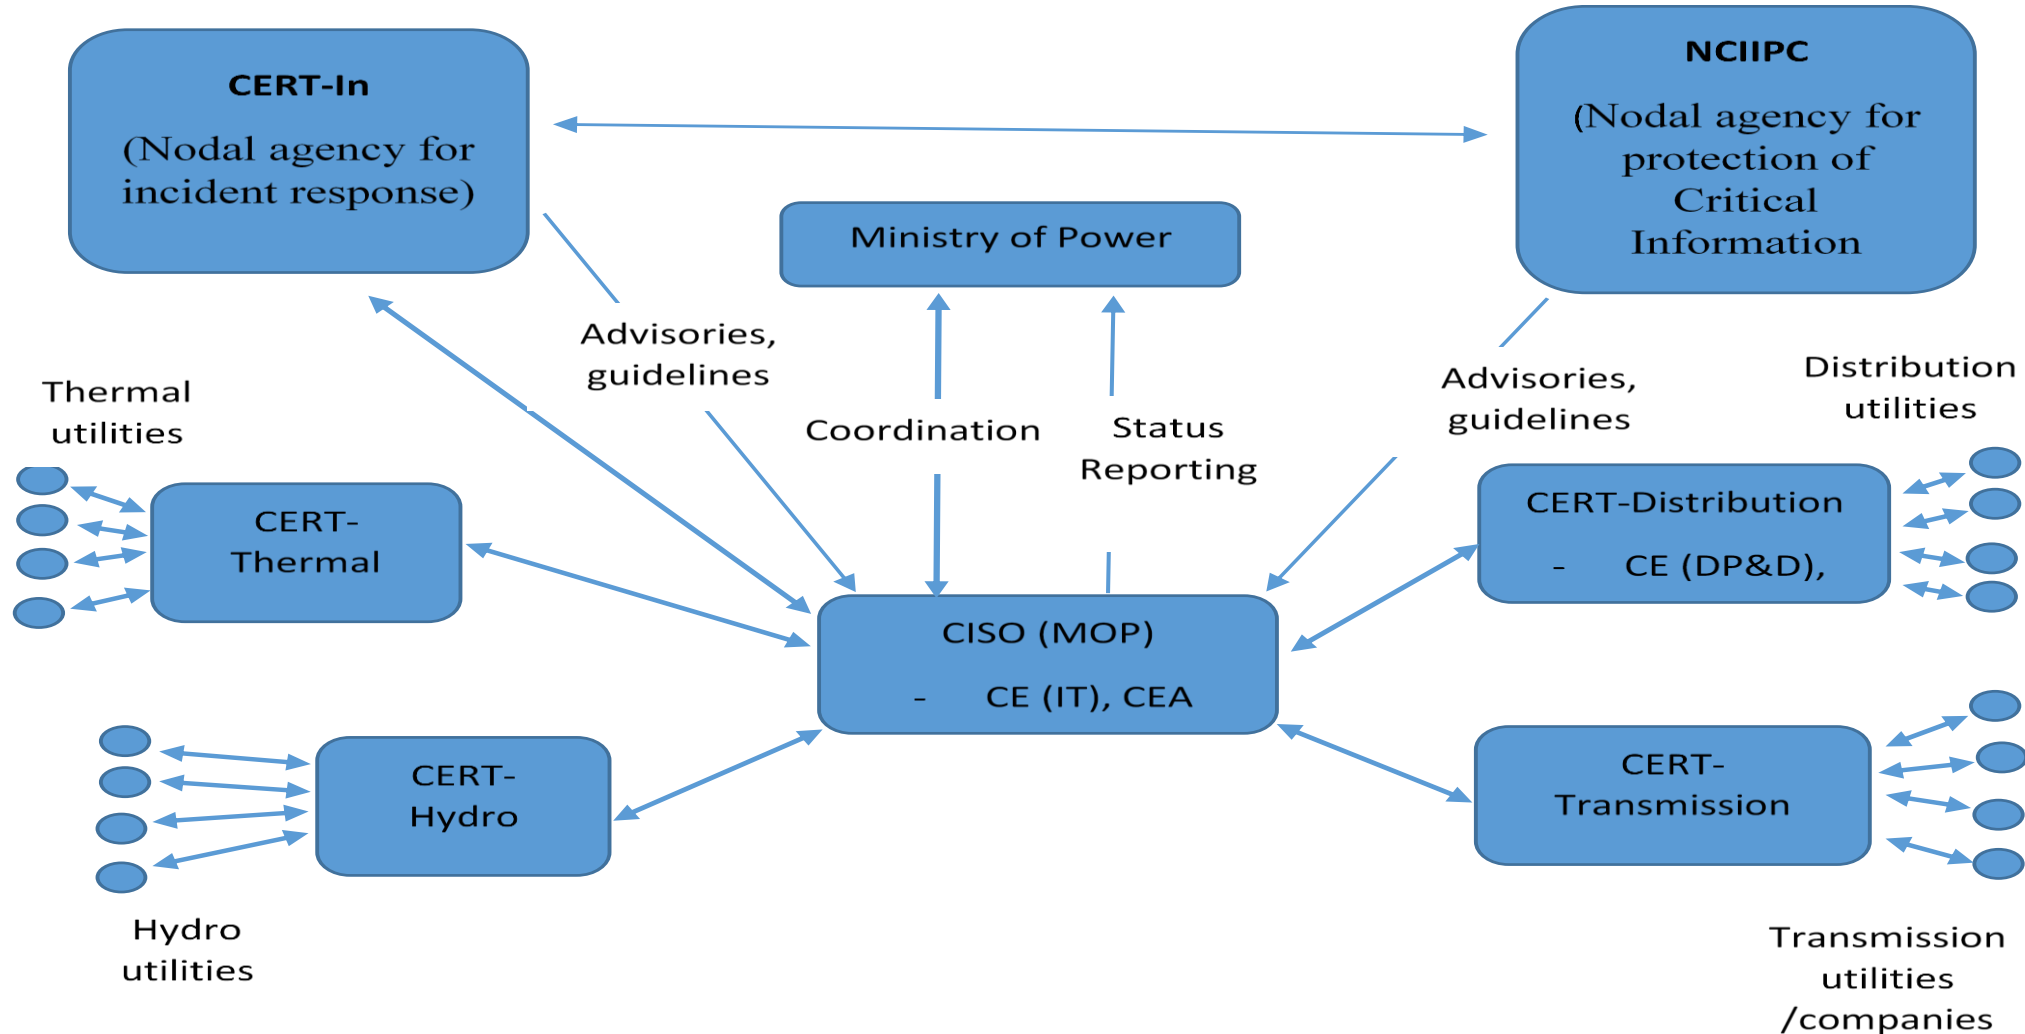 CERT-In
(Nodal agency for
incident response)
NCIIPC
(Nodal agency for
protection of
Critical
Information
Ministry of Power
Advisories,
guidelines
Coordination
Status
Reporting
Advisories,
guidelines
Thermal
utilities
Distribution
utilities
CERT-
Thermal
CERT-Distribution
- CE (DP&D),
CISO (MOP)
- CE (IT), CEA
CERT-
Hydro
CERT-
Transmission
Hydro
utilities
Transmission
utilities
/companies